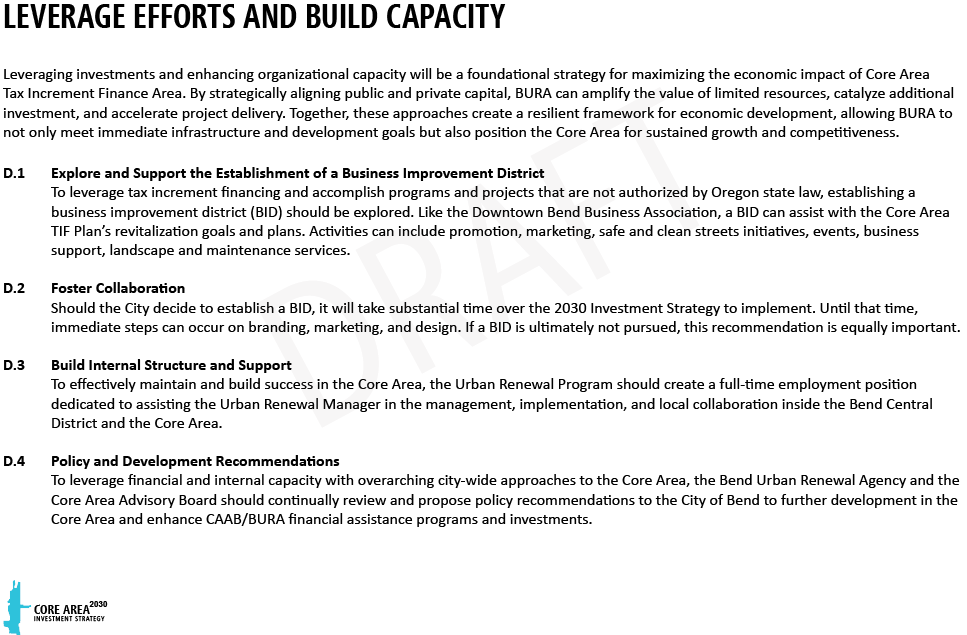 LEVERAGE EFFORTS AND BUILD CAPACITY
Leveraging investments and enhancing organizational capacity will be a foundational strategy for maximizing the economic impact of Core Area
Tax Increment Finance Area. By strategically aligning public and private capital, BURA can amplify the value of limited resources, catalyze additional
investment, and accelerate project delivery. Together, these approaches create a resilient framework for economic development, allowing BURA to
not only meet immediate infrastructure and development goals but also position the Core Area for sustained growth and competitiveness.
D.1 Explore and Support the Establishment of a Business Improvement District
To leverage tax increment financing and accomplish programs and projects that are not authorized by Oregon state law, establishing a
business improvement district (BID) should be explored. Like the Downtown Bend Business Association, a BID can assist with the Core Area
TIF Plan's revitalization goals and plans. Activities can include promotion, marketing, safe and clean streets initiatives, events, business
support, landscape and maintenance services.
D.2 Foster Collaboration
Should the City decide to establish a BID, it will take substantial time over the 2030 Investment Strategy to implement. Until that time,
immediate steps can occur on branding, marketing, and design. If a BID is ultimately not pursued, this recommendation is equally important.
D.3 Build Internal Structure and Support
To effectively maintain and build success in the Core Area, the Urban Renewal Program should create a full-time employment position
dedicated to assisting the Urban Renewal Manager in the management, implementation, and local collaboration inside the Bend Central
District and the Core Area.
D.4 Policy and Development Recommendations
To leverage financial and internal capacity with overarching city-wide approaches to the Core Area, the Bend Urban Renewal Agency and the
Core Area Advisory Board should continually review and propose policy recommendations to the City of Bend to further development in the
Core Area and enhance CAAB/BURA financial assistance programs and investments.
DRAFT
CORE AREA 2030
INVESTMENT STRATEGY